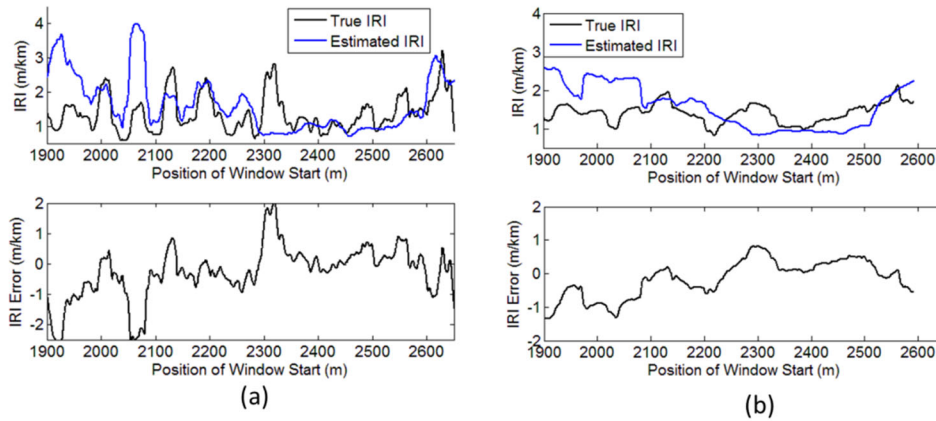 True IRI
Estimated IRI
IRI (m/km)
4
3
2
1
1900 2000 2100 2200 2300 2400 2500 2600
Position of Window Start (m)
IRI Error (m/km)
2
1
0
-1
-2
1900 2000 2100 2200 2300 2400 2500 2600
Position of Window Start (m)
(a)
True IRI
Estimated IRI
IRI (m/km)
4
3
2
1
1900 2000 2100 2200 2300 2400 2500 2600
Position of Window Start (m)
IRI Error (m/km)
2
1
0
-1
-2
1900 2000 2100 2200 2300 2400 2500 2600
Position of Window Start (m)
(b)